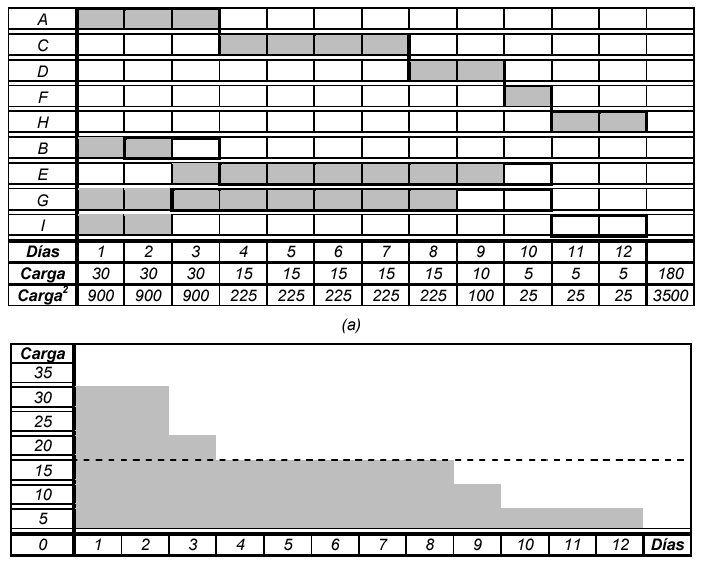 A
C
D
F
H
B
E
G
I
Días 1 2 3 4 5 6 7 8 9 10 11 12
Carga 30 30 30 15 15 15 15 15 10 5 5 5 180
Carga² 900 900 900 225 225 225 225 225 100 25 25 25 3500
(a)
Carga
35
30
25
20
15
10
5
0 1 2 3 4 5 6 7 8 9 10 11 12 Días